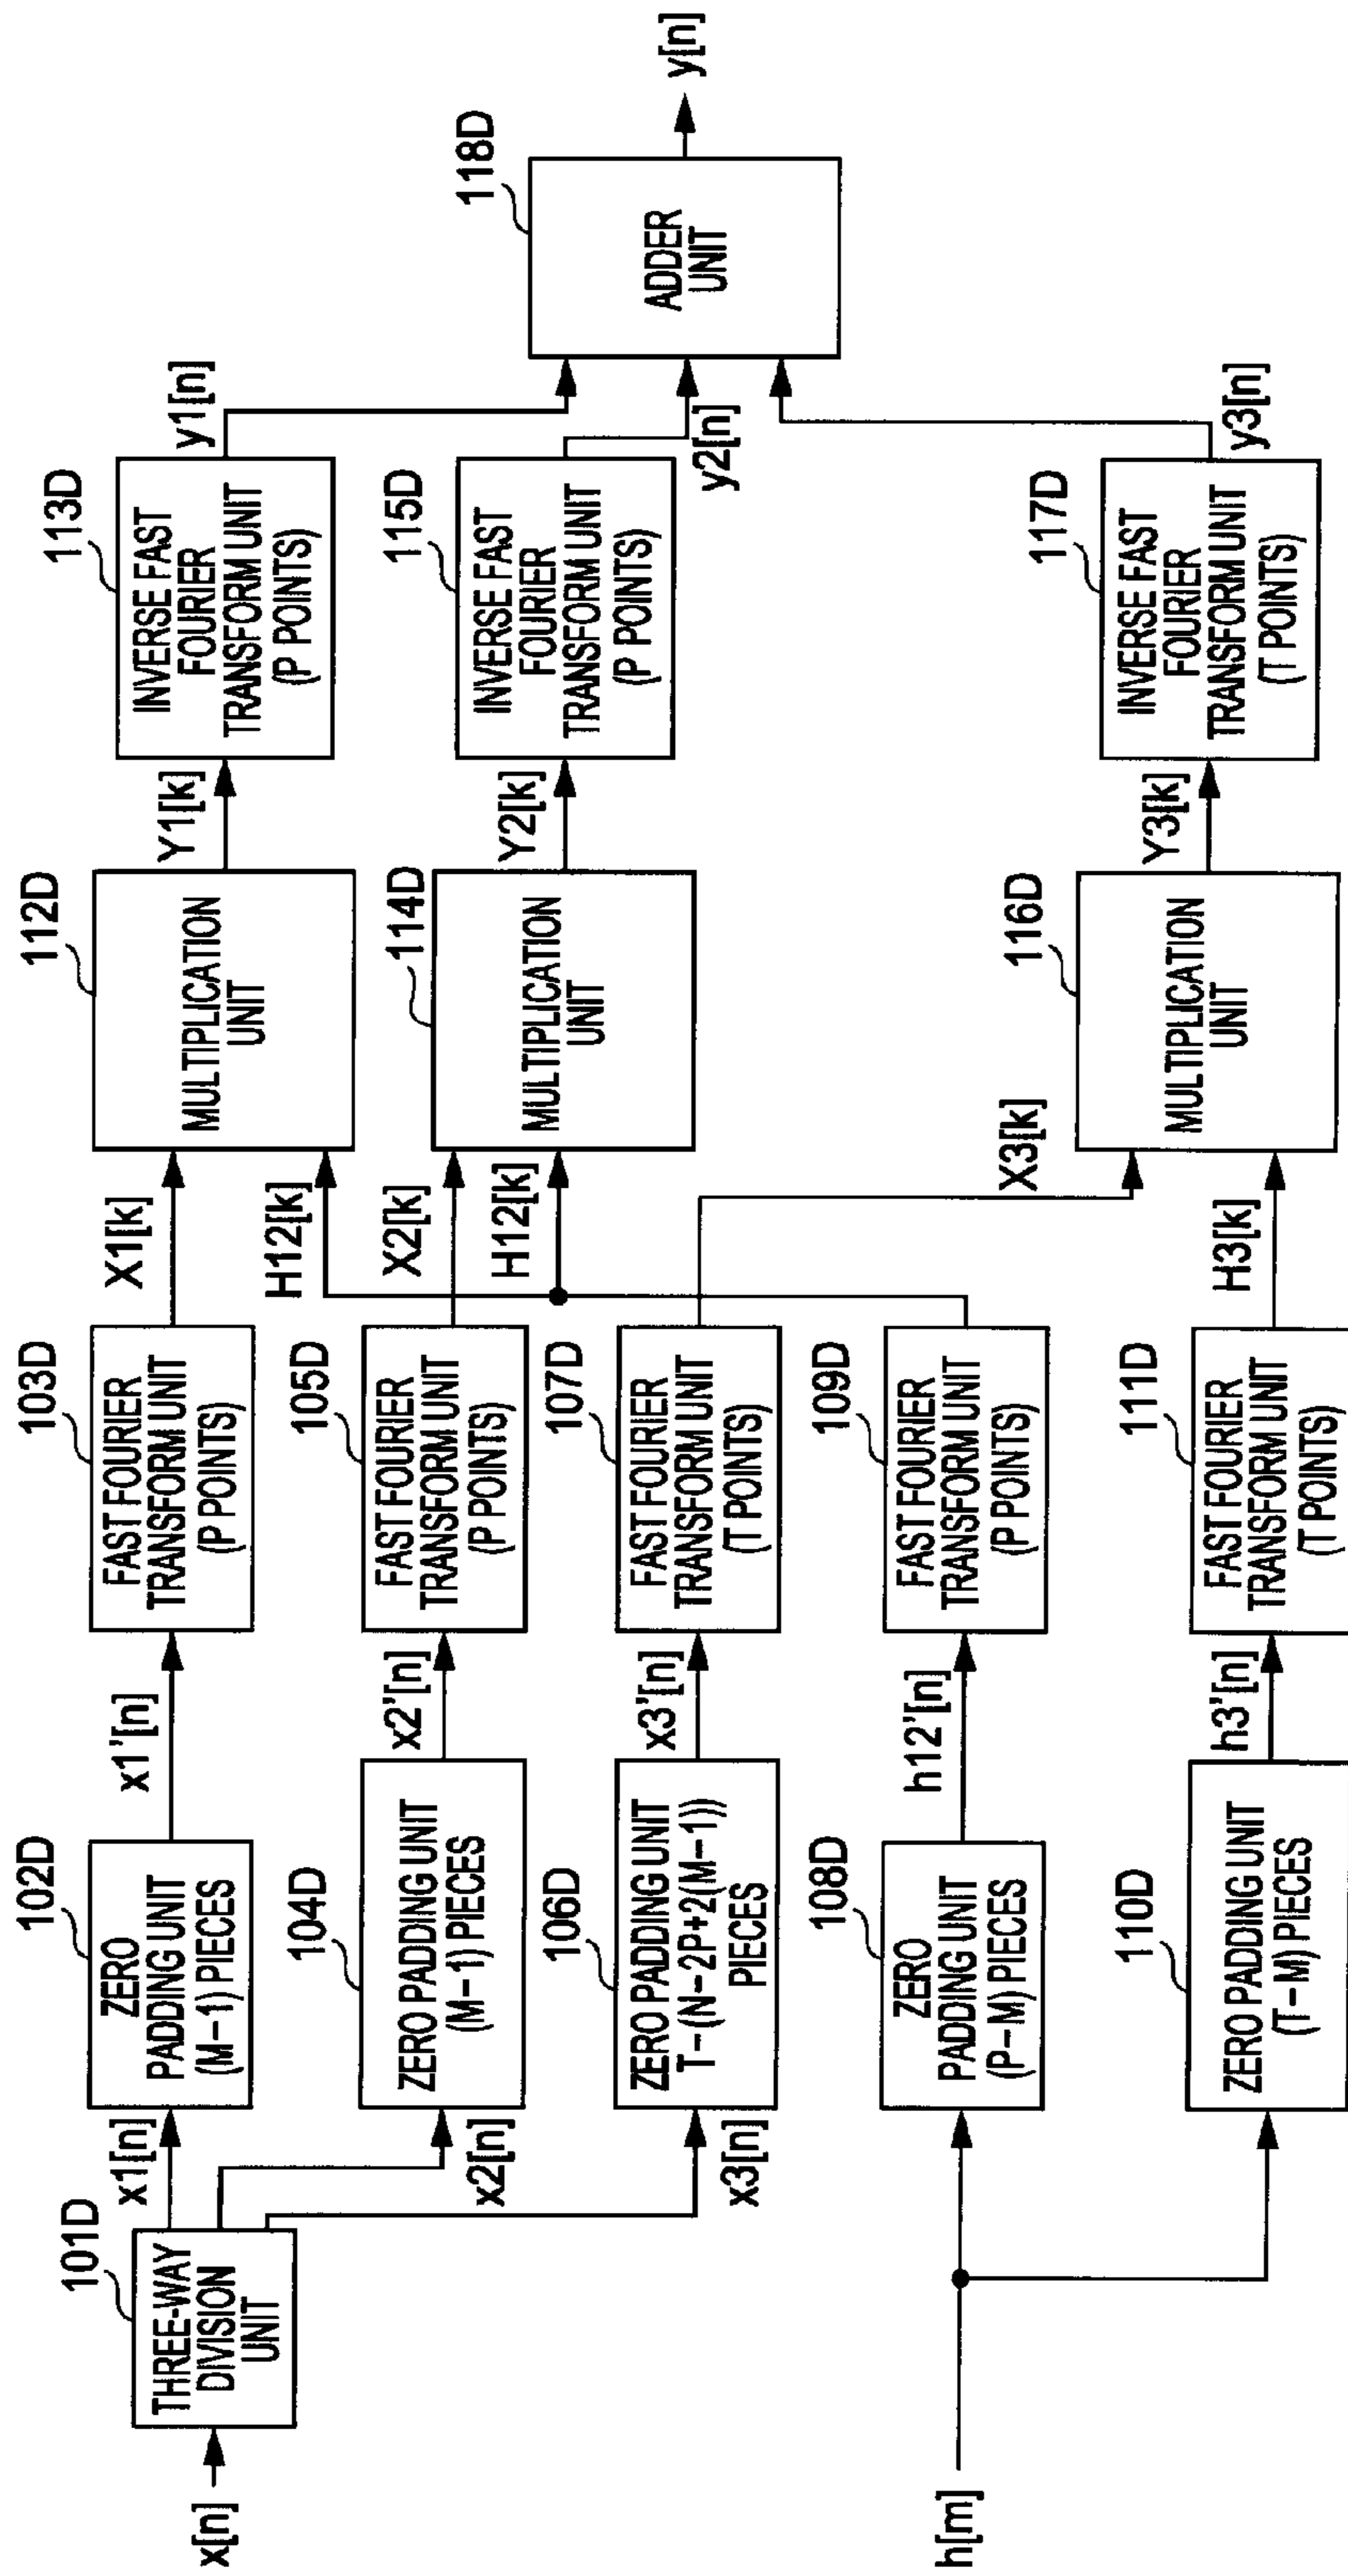 x[n]
101D
THREE-WAY
DIVISION
UNIT
x1[n]
x2[n]
x3[n]
102D
ZERO
PADDING UNIT
(M−1) PIECES
x1'[n]
103D
FAST FOURIER
TRANSFORM UNIT
(P POINTS)
X1[k]
H12[k]
112D
MULTIPLICATION
UNIT
Y1[k]
113D
INVERSE FAST
FOURIER
TRANSFORM UNIT
(P POINTS)
y1[n]
104D
ZERO PADDING UNIT
(M−1) PIECES
x2'[n]
105D
FAST FOURIER
TRANSFORM UNIT
(P POINTS)
X2[k]
H12[k]
114D
MULTIPLICATION
UNIT
Y2[k]
115D
INVERSE FAST
FOURIER
TRANSFORM UNIT
(P POINTS)
y2[n]
118D
ADDER
UNIT
y[n]
106D
ZERO PADDING UNIT
T−(N−2P+2(M−1))
PIECES
x3'[n]
107D
FAST FOURIER
TRANSFORM UNIT
(T POINTS)
X3[k]
h[m]
108D
ZERO
PADDING UNIT
(P−M) PIECES
h12'[n]
109D
FAST FOURIER
TRANSFORM UNIT
(P POINTS)
110D
ZERO PADDING UNIT
(T−M) PIECES
h3'[n]
111D
FAST FOURIER
TRANSFORM UNIT
(T POINTS)
H3[k]
116D
MULTIPLICATION
UNIT
Y3[k]
117D
INVERSE FAST
FOURIER
TRANSFORM UNIT
(T POINTS)
y3[n]